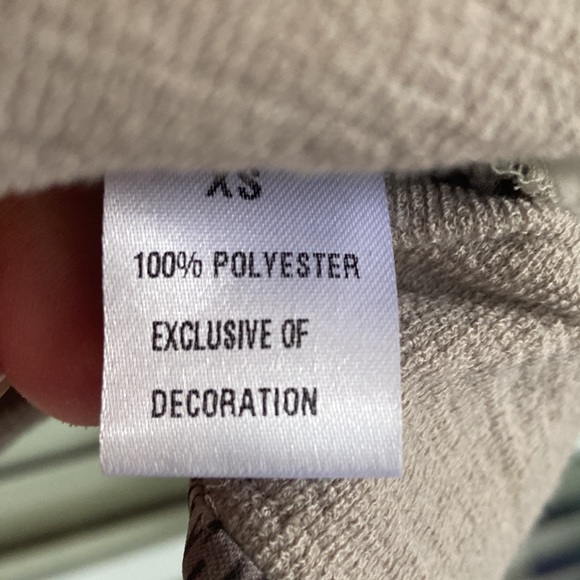 XS
100% POLYESTER
EXCLUSIVE OF
DECORATION